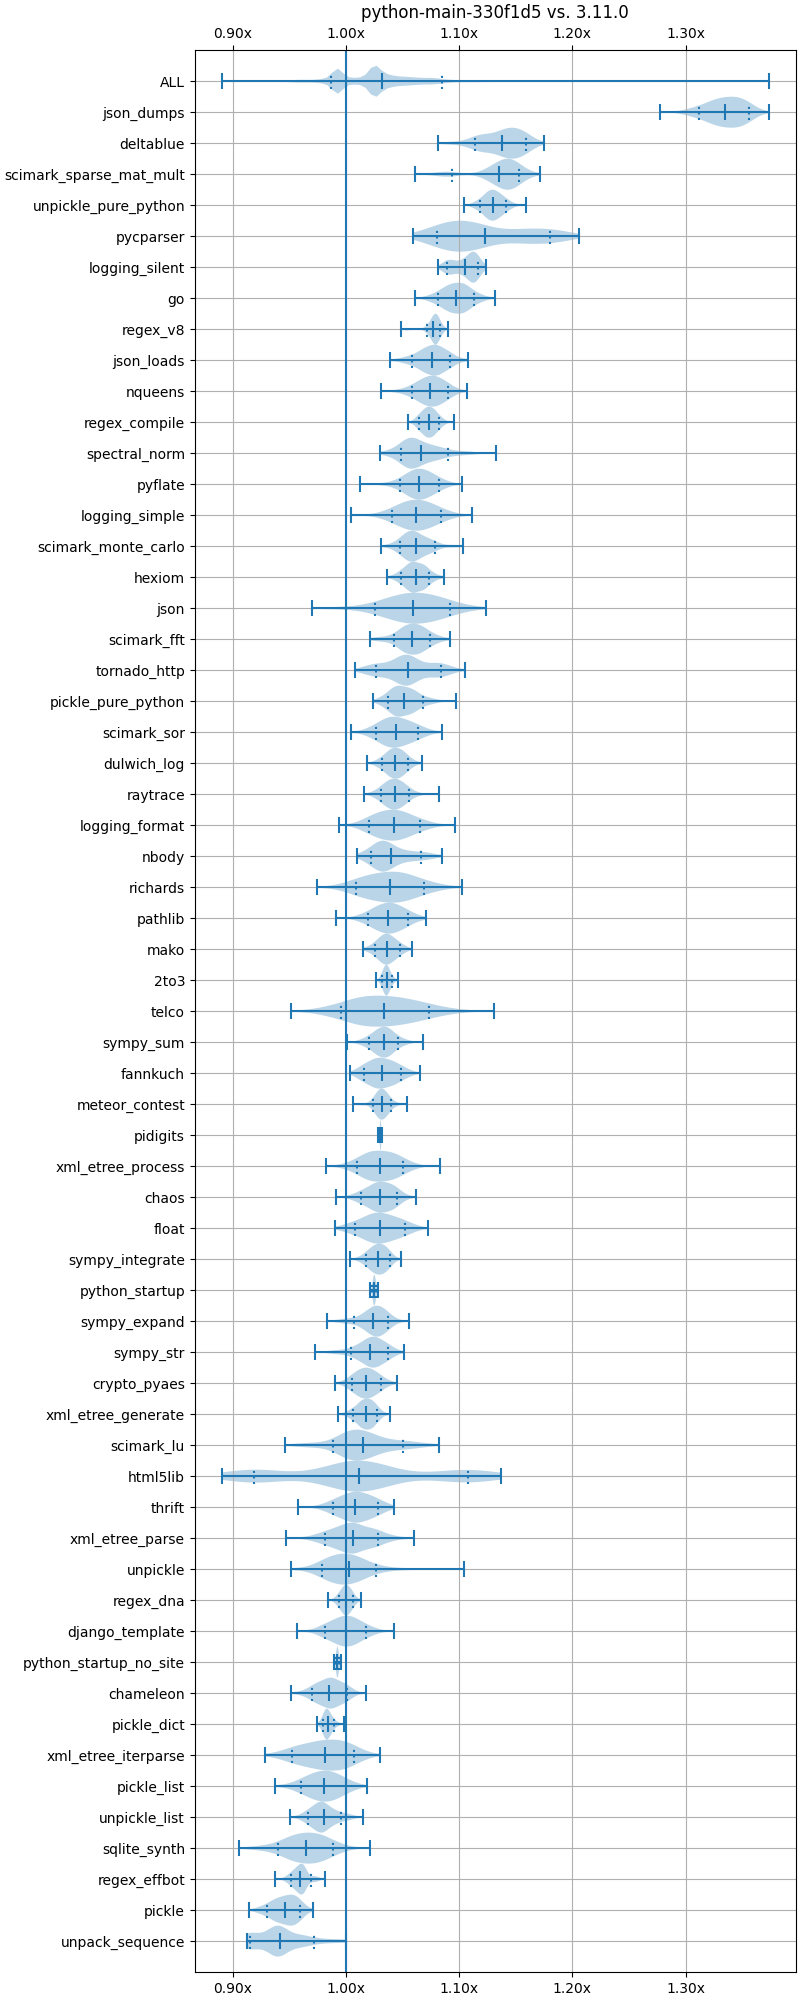 python-main-330f1d5 vs. 3.11.0
0.90x 1.00x 1.10x 1.20x 1.30x
ALL
json_dumps
deltablue
scimark_sparse_mat_mult
unpickle_pure_python
pycparser
logging_silent
go
regex_v8
json_loads
nqueens
regex_compile
spectral_norm
pyflate
logging_simple
scimark_monte_carlo
hexiom
json
scimark_fft
tornado_http
pickle_pure_python
scimark_sor
dulwich_log
raytrace
logging_format
nbody
richards
pathlib
mako
2to3
telco
sympy_sum
fannkuch
meteor_contest
pidigits
xml_etree_process
chaos
float
sympy_integrate
python_startup
sympy_expand
sympy_str
crypto_pyaes
xml_etree_generate
scimark_lu
html5lib
thrift
xml_etree_parse
unpickle
regex_dna
django_template
python_startup_no_site
chameleon
pickle_dict
xml_etree_iterparse
pickle_list
unpickle_list
sqlite_synth
regex_effbot
pickle
unpack_sequence
0.90x 1.00x 1.10x 1.20x 1.30x